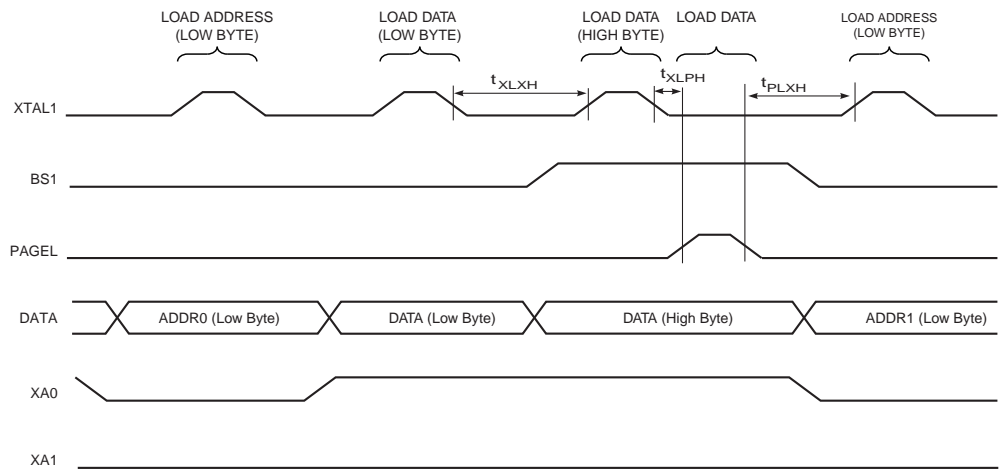 LOAD ADDRESS
(LOW BYTE)
LOAD DATA
(LOW BYTE)
LOAD DATA
(HIGH BYTE)
LOAD DATA
LOAD ADDRESS
(LOW BYTE)
tXLXH
tXLPH
tPLXH
XTAL1
BS1
PAGEL
DATA
ADDR0 (Low Byte)
DATA (Low Byte)
DATA (High Byte)
ADDR1 (Low Byte)
XA0
XA1